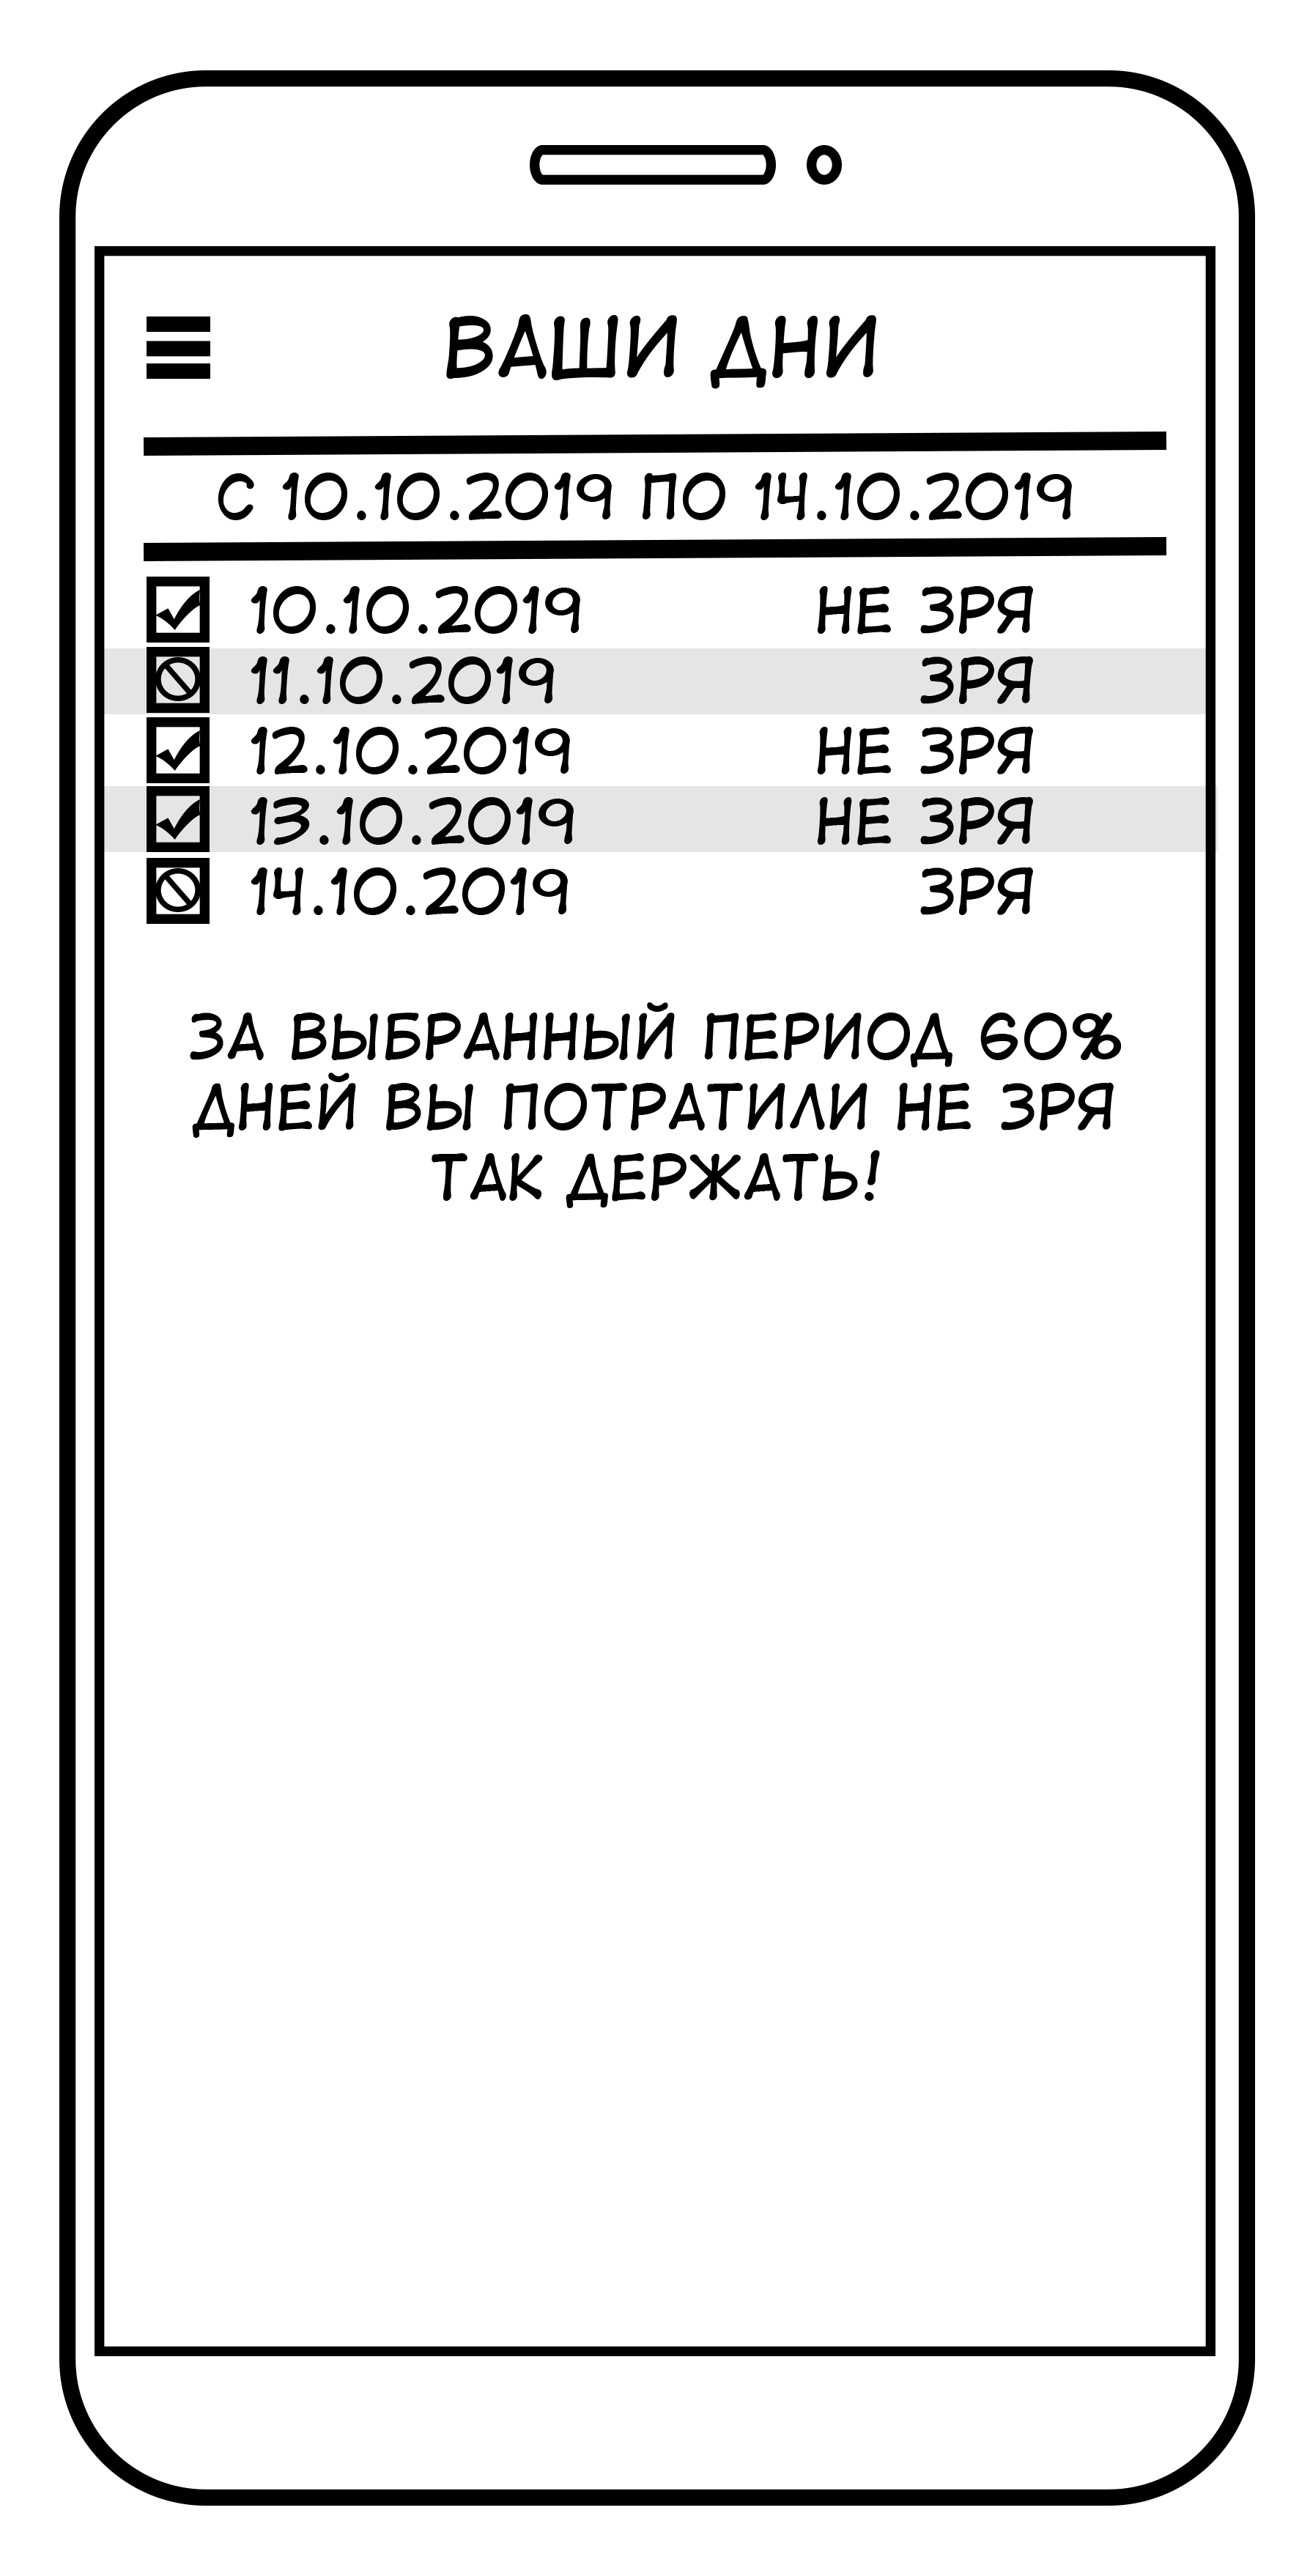 ВАШИ ДНИ
С 10.10.2019 ПО 14.10.2019
10.10.2019 НЕ ЗРЯ
11.10.2019 ЗРЯ
12.10.2019 НЕ ЗРЯ
13.10.2019 НЕ ЗРЯ
14.10.2019 ЗРЯ
ЗА ВЫБРАННЫЙ ПЕРИОД 60%
ДНЕЙ ВЫ ПОТРАТИЛИ НЕ ЗРЯ
ТАК ДЕРЖАТЬ!